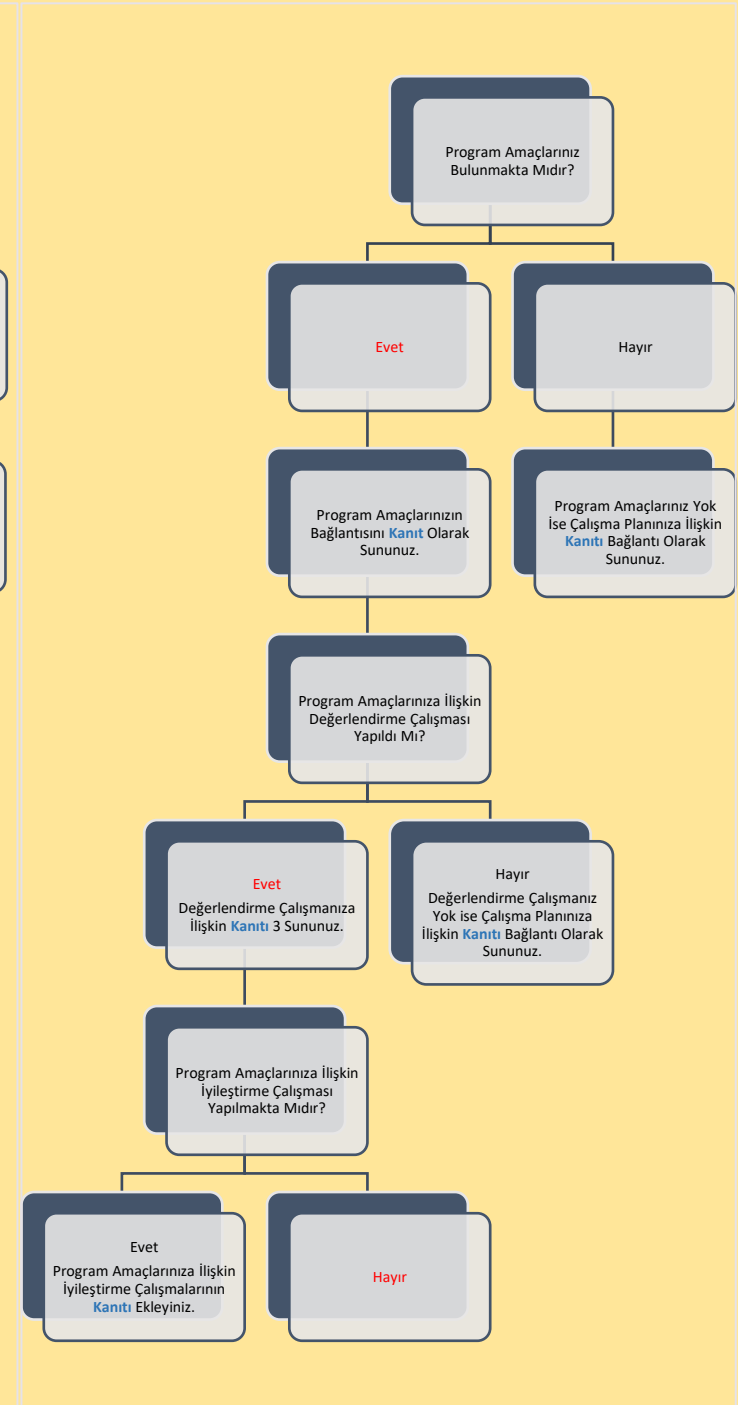 Program Amaçlarınız
Bulunmakta Mıdır?
Evet
Hayır
Program Amaçlarınızın
Bağlantısını Kanıt Olarak
Sununuz.
Program Amaçlarınız Yok
İse Çalışma Planınıza İlişkin
Kanıtı Bağlantı Olarak
Sununuz.
Program Amaçlarınıza İlişkin
Değerlendirme Çalışması
Yapıldı Mı?
Evet
Değerlendirme Çalışmanıza
İlişkin Kanıtı 3 Sununuz.
Hayır
Değerlendirme Çalışmanız
Yok ise Çalışma Planınıza
İlişkin Kanıtı Bağlantı Olarak
Sununuz.
Program Amaçlarınıza İlişkin
İyileştirme Çalışması
Yapılmakta Mıdır?
Evet
Program Amaçlarınıza İlişkin
İyileştirme Çalışmalarının
Kanıtı Ekleyiniz.
Hayır